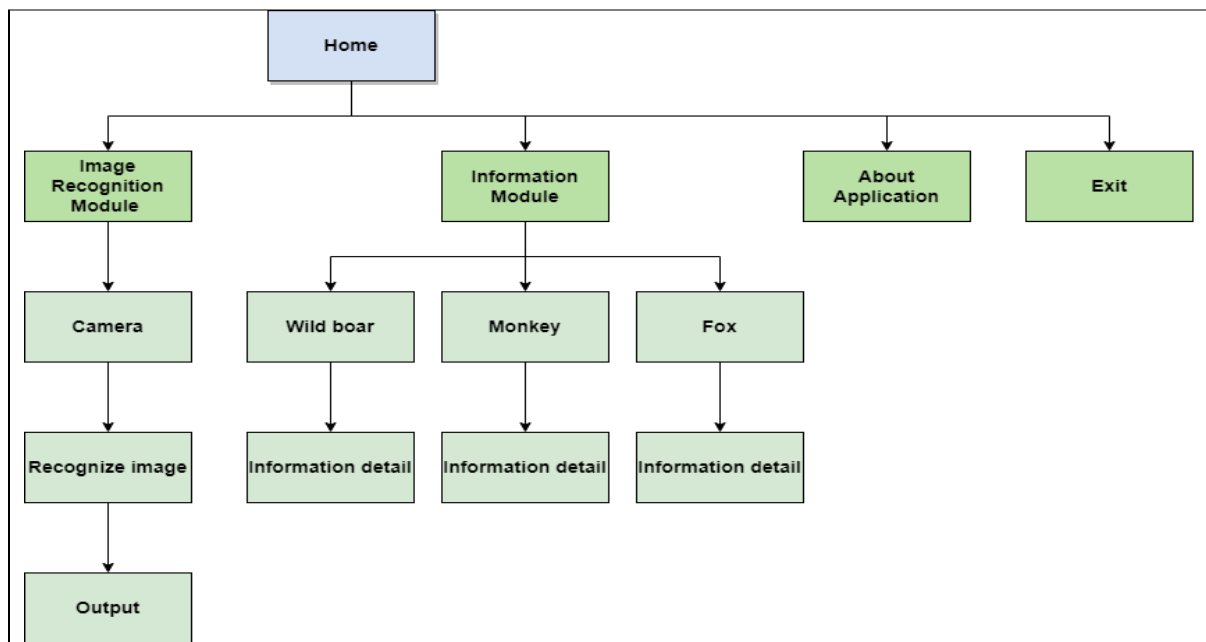 Home
Image
Recognition
Module
Information
Module
About
Application
Exit
Camera
Wild boar
Monkey
Fox
Recognize image
Information detail
Information detail
Information detail
Output